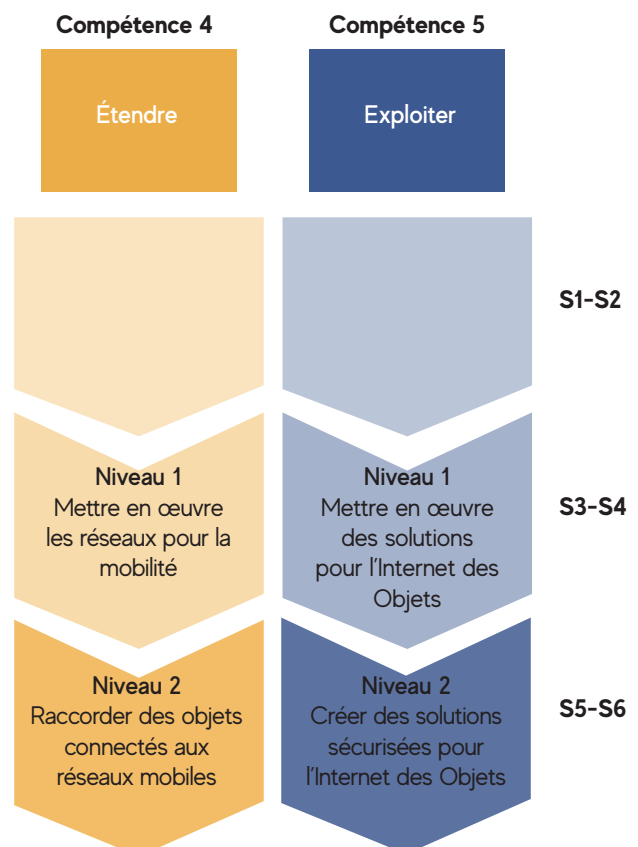 Compétence 4
Compétence 5
Étendre
Exploiter
S1-S2
Niveau 1
Mettre en œuvre
les réseaux pour la
mobilité
Niveau 1
Mettre en œuvre
des solutions
pour l'Internet des
Objets
S3-S4
Niveau 2
Raccorder des objets
connectés aux
réseaux mobiles
Niveau 2
Créer des solutions
sécurisées pour
l'Internet des Objets
S5-S6